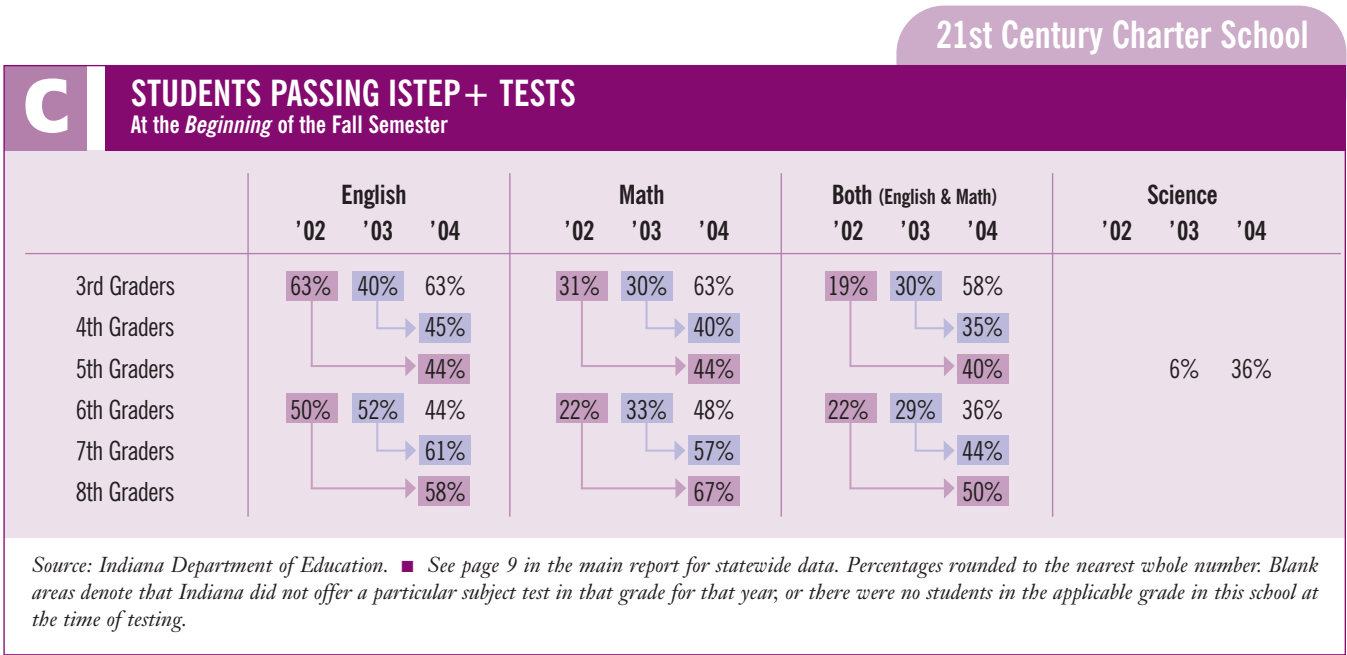 21st Century Charter School
C
STUDENTS PASSING ISTEP+ TESTS
At the Beginning of the Fall Semester
English Math Both (English & Math) Science
'02 '03 '04 '02 '03 '04 '02 '03 '04 '02 '03 '04
3rd Graders 63% 40% 63% 31% 30% 63% 19% 30% 58%
4th Graders 45% 40% 35%
5th Graders 44% 44% 40% 6% 36%
6th Graders 50% 52% 44% 22% 33% 48% 22% 29% 36%
7th Graders 61% 57% 44%
8th Graders 58% 67% 50%
Source: Indiana Department of Education. ■ See page 9 in the main report for statewide data. Percentages rounded to the nearest whole number. Blank
areas denote that Indiana did not offer a particular subject test in that grade for that year, or there were no students in the applicable grade in this school at
the time of testing.